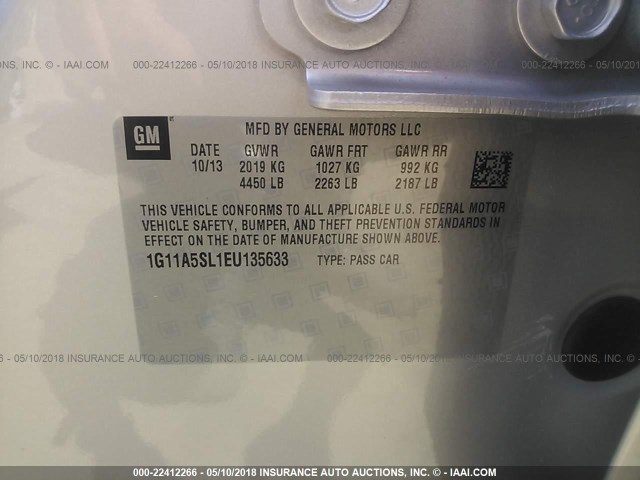 INC. - IAAI.COM 000-22412266 - 05/10/2018 INSURANCE AUTO AUCTIONS, INC. - IAAI.COM
GM
MFD BY GENERAL MOTORS LLC
DATE GVWR GAWR FRT GAWR RR
10/13 2019 KG 1027 KG 992 KG
4450 LB 2263 LB 2187 LB
THIS VEHICLE CONFORMS TO ALL APPLICABLE U.S. FEDERAL MOTOR
VEHICLE SAFETY, BUMPER, AND THEFT PREVENTION STANDARDS IN
EFFECT ON THE DATE OF MANUFACTURE SHOWN ABOVE.
1G11A5SL1EU135633 TYPE: PASS CAR
05/10/2018 INSURANCE AUTO AUCTIONS, INC. - IAAI.COM 000-22412266 - 05/10/2018 INSURANCE
000-22412266 - 05/10/2018 INSURANCE AUTO AUCTIONS, INC. - IAAI.COM